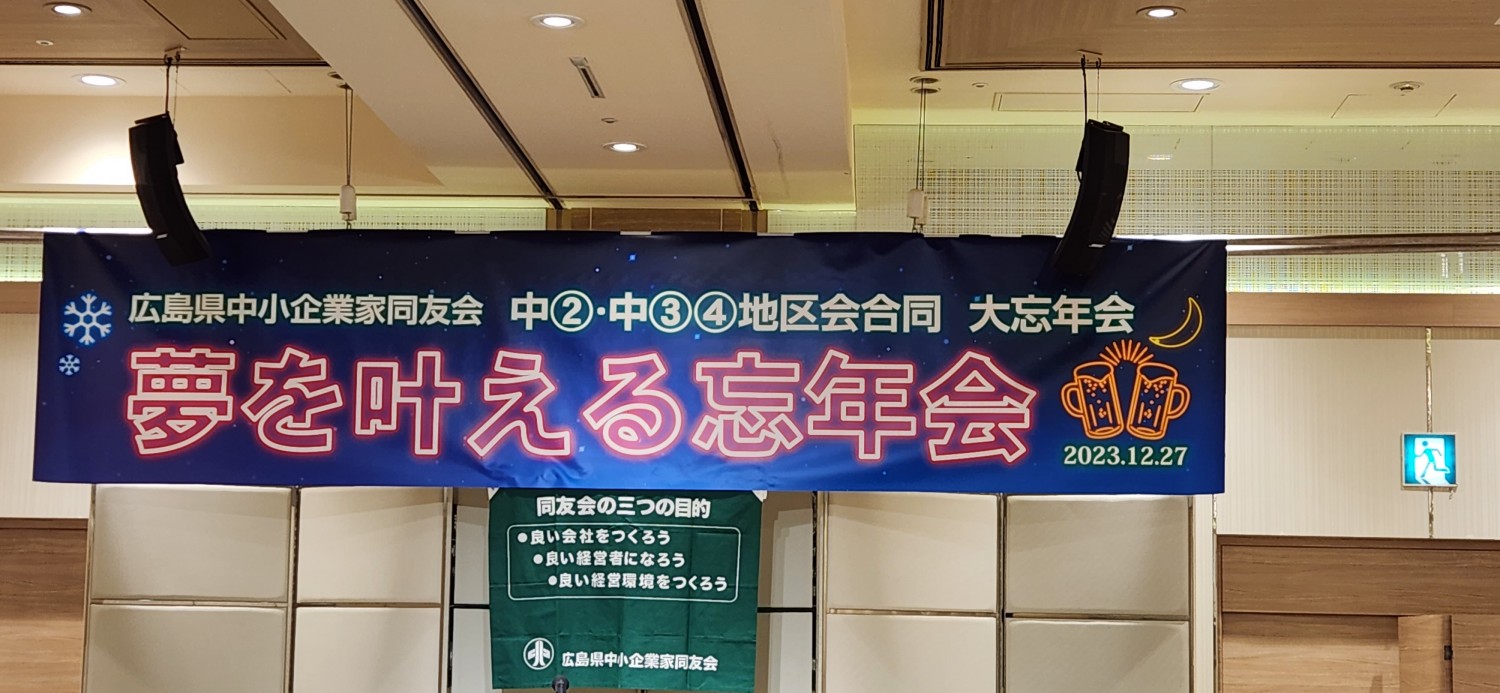 広島県中小企業家同友会 中②・中③④地区会合同 大忘年会
夢を叶える忘年会
2023.12.27
同友会の三つの目的
●良い会社をつくろう
●良い経営者になろう
●良い経営環境をつくろう
広島県中小企業家同友会